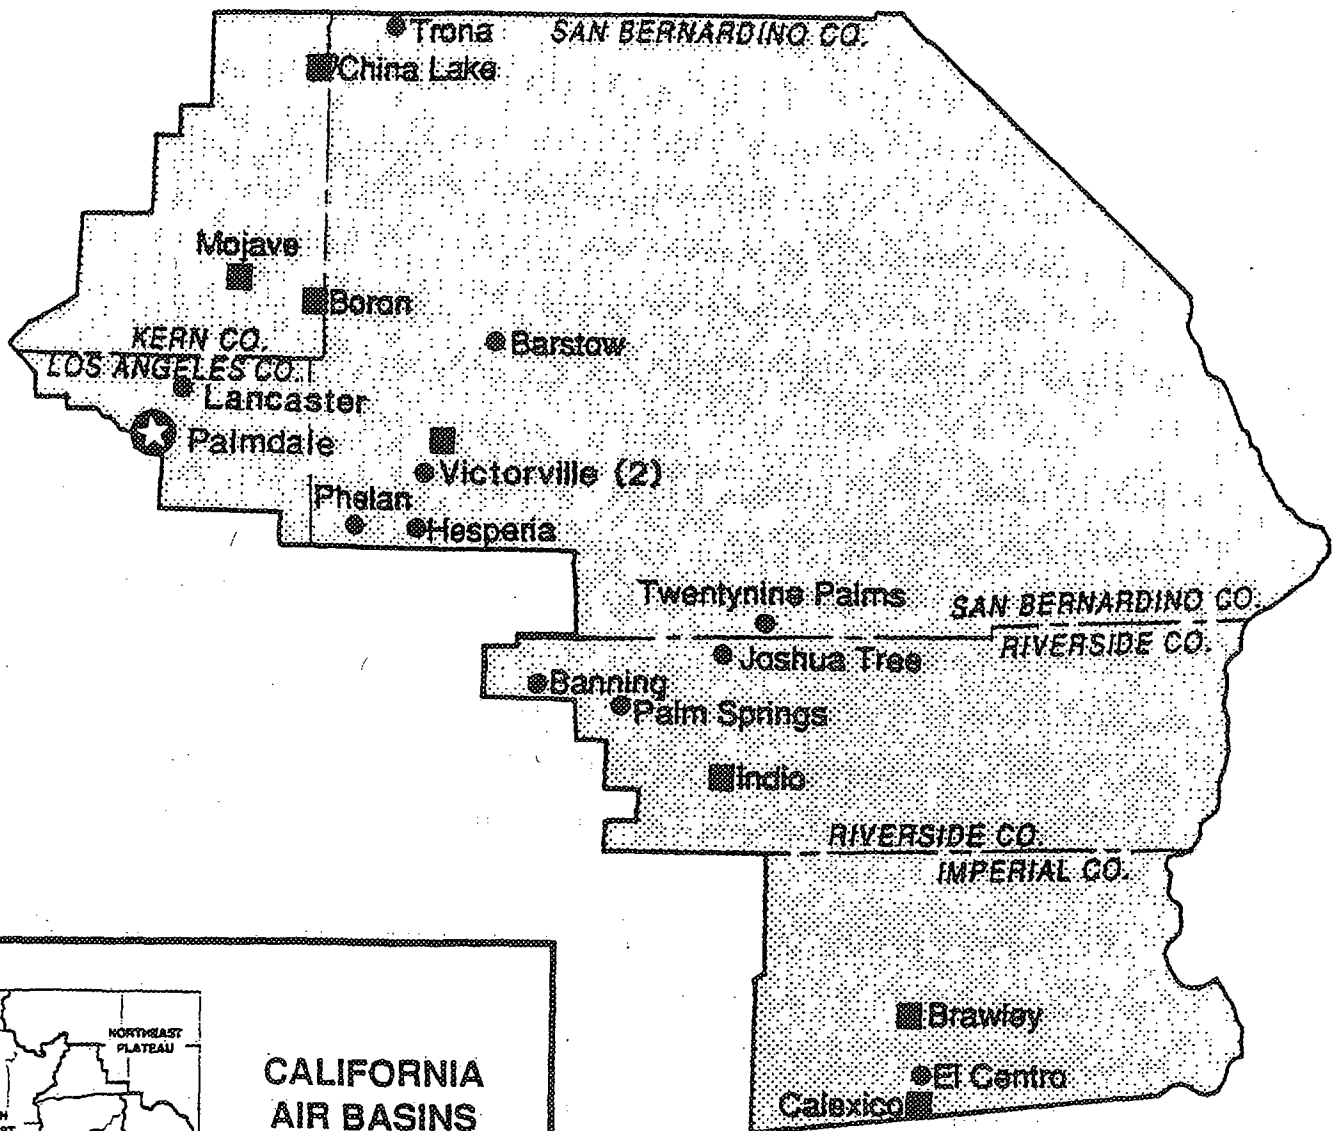 Trona
SAN BERNARDINO CO.
China Lake
Mojave
Boron
KERN CO.
Barstow
LOS ANGELES CO.
Lancaster
Palmdale
Victorville (2)
Phelan
Hesperia
Twentynine Palms
SAN BERNARDINO CO.
RIVERSIDE CO.
Joshua Tree
Banning
Palm Springs
Indio
RIVERSIDE CO.
IMPERIAL CO.
Brawley
NORTHEAST
PLATEAU
CALIFORNIA
AIR BASINS
El Centro
Calexico